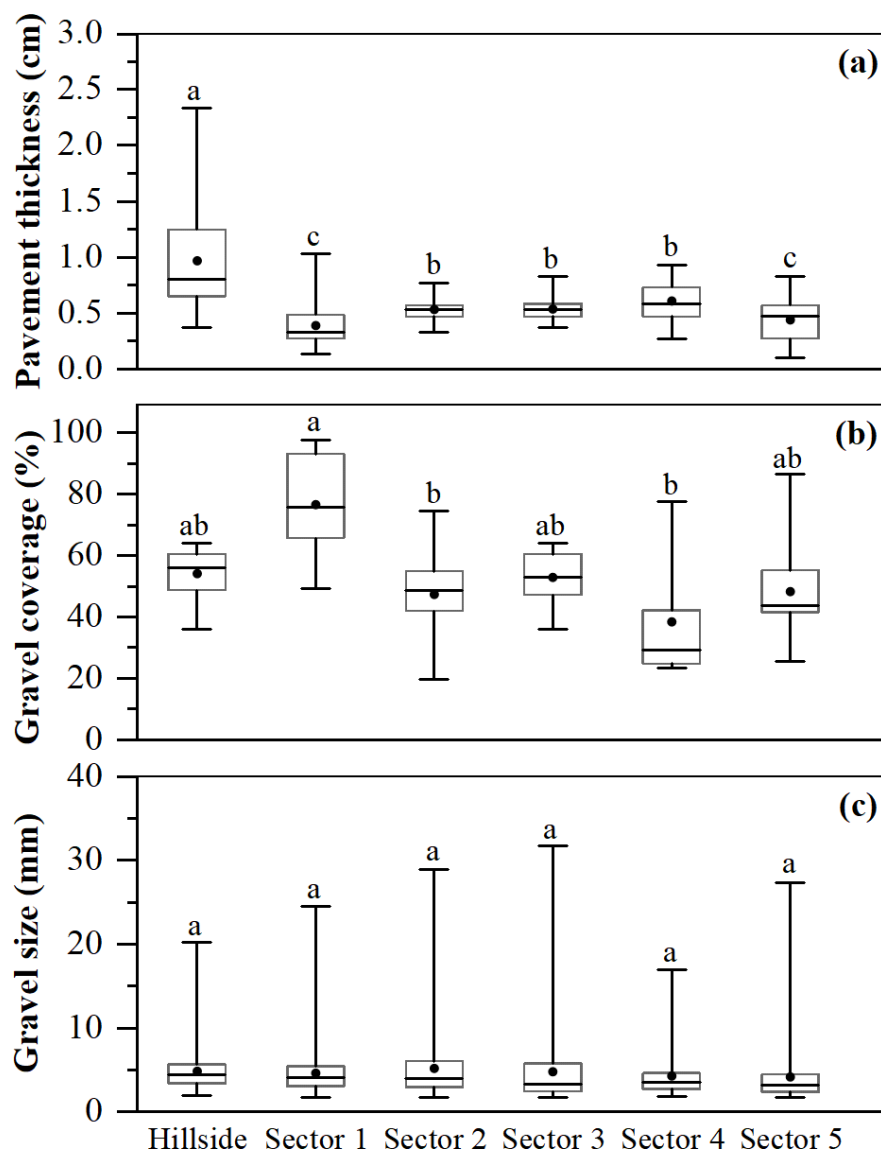 Pavement thickness (cm)
3.0
2.5
2.0
1.5
1.0
0.5
0.0
(a)
a
c
b
b
b
c
Gravel coverage (%)
100
80
60
40
20
0
(b)
ab
a
b
ab
b
ab
Gravel size (mm)
40
30
20
10
0
(c)
a
a
a
a
a
a
Hillside Sector 1 Sector 2 Sector 3 Sector 4 Sector 5